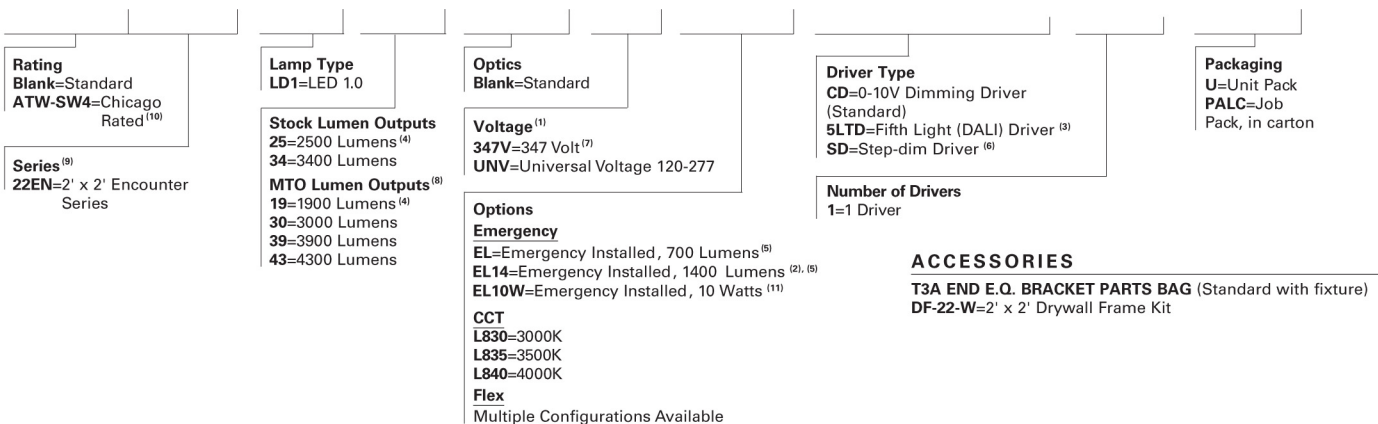 Rating
Blank=Standard
ATW-SW4=Chicago
Rated (10)
Series (9)
22EN=2' x 2' Encounter
Series
Lamp Type
LD1=LED 1.0
Stock Lumen Outputs
25=2500 Lumens (4)
34=3400 Lumens
MTO Lumen Outputs (8)
19=1900 Lumens (4)
30=3000 Lumens
39=3900 Lumens
43=4300 Lumens
Optics
Blank=Standard
Voltage (1)
347V=347 Volt (7)
UNV=Universal Voltage 120-277
Options
Emergency
EL=Emergency Installed, 700 Lumens (5)
EL14=Emergency Installed, 1400 Lumens (2), (5)
EL10W=Emergency Installed, 10 Watts (11)
CCT
L830=3000K
L835=3500K
L840=4000K
Flex
Multiple Configurations Available
Driver Type
CD=0-10V Dimming Driver
(Standard)
5LTD=Fifth Light (DALI) Driver (3)
SD=Step-dim Driver (6)
Number of Drivers
1=1 Driver
Packaging
U=Unit Pack
PALC=Job
Pack, in carton
ACCESSORIES
T3A END E.Q. BRACKET PARTS BAG (Standard with fixture)
DF-22-W=2' x 2' Drywall Frame Kit